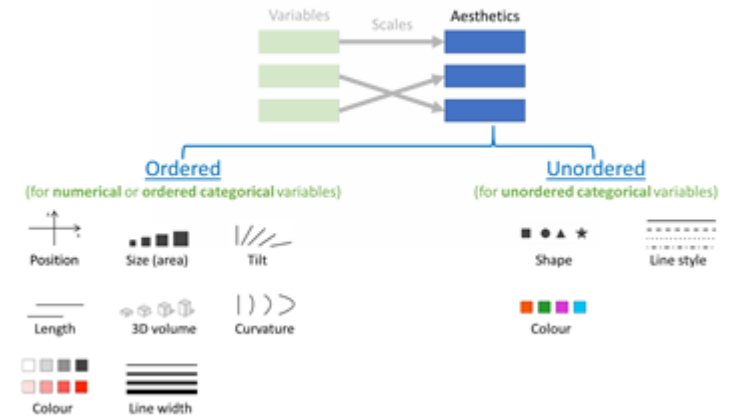 Variables
Scales
Aesthetics
Ordered
Unordered
(for numerical or ordered categorical variables)
(for unordered categorical variables)
Position
Size (area)
Tilt
Shape
Line style
Length
3D volume
Curvature
Colour
Colour
Line width